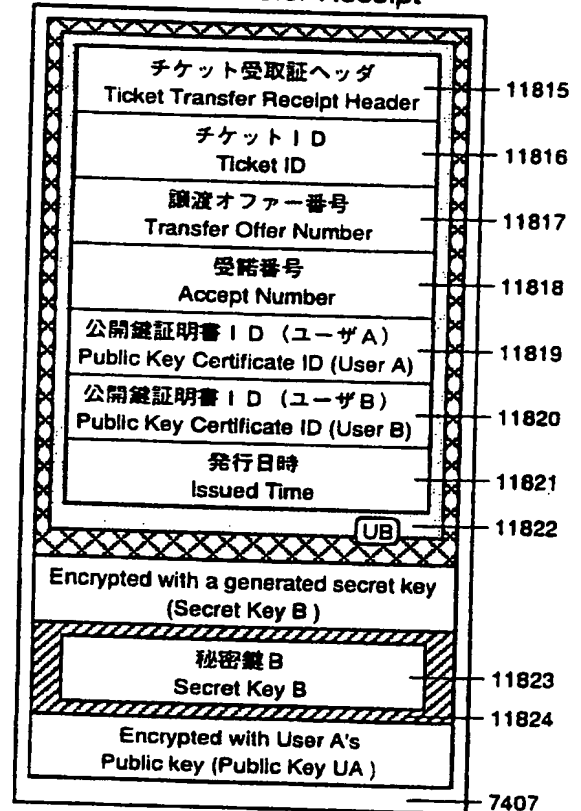 Receipt
チケット受取証ヘッダ
Ticket Transfer Receipt Header
11815
チケットID
Ticket ID
11816
譲渡オファー番号
Transfer Offer Number
11817
受諾番号
Accept Number
11818
公開鍵証明書ID (ユーザA)
Public Key Certificate ID (User A)
11819
公開鍵証明書ID (ユーザB)
Public Key Certificate ID (User B)
11820
発行日時
Issued Time
11821
UB
11822
Encrypted with a generated secret key
(Secret Key B )
秘密鍵B
Secret Key B
11823
11824
Encrypted with User A's
Public key (Public Key UA )
7407